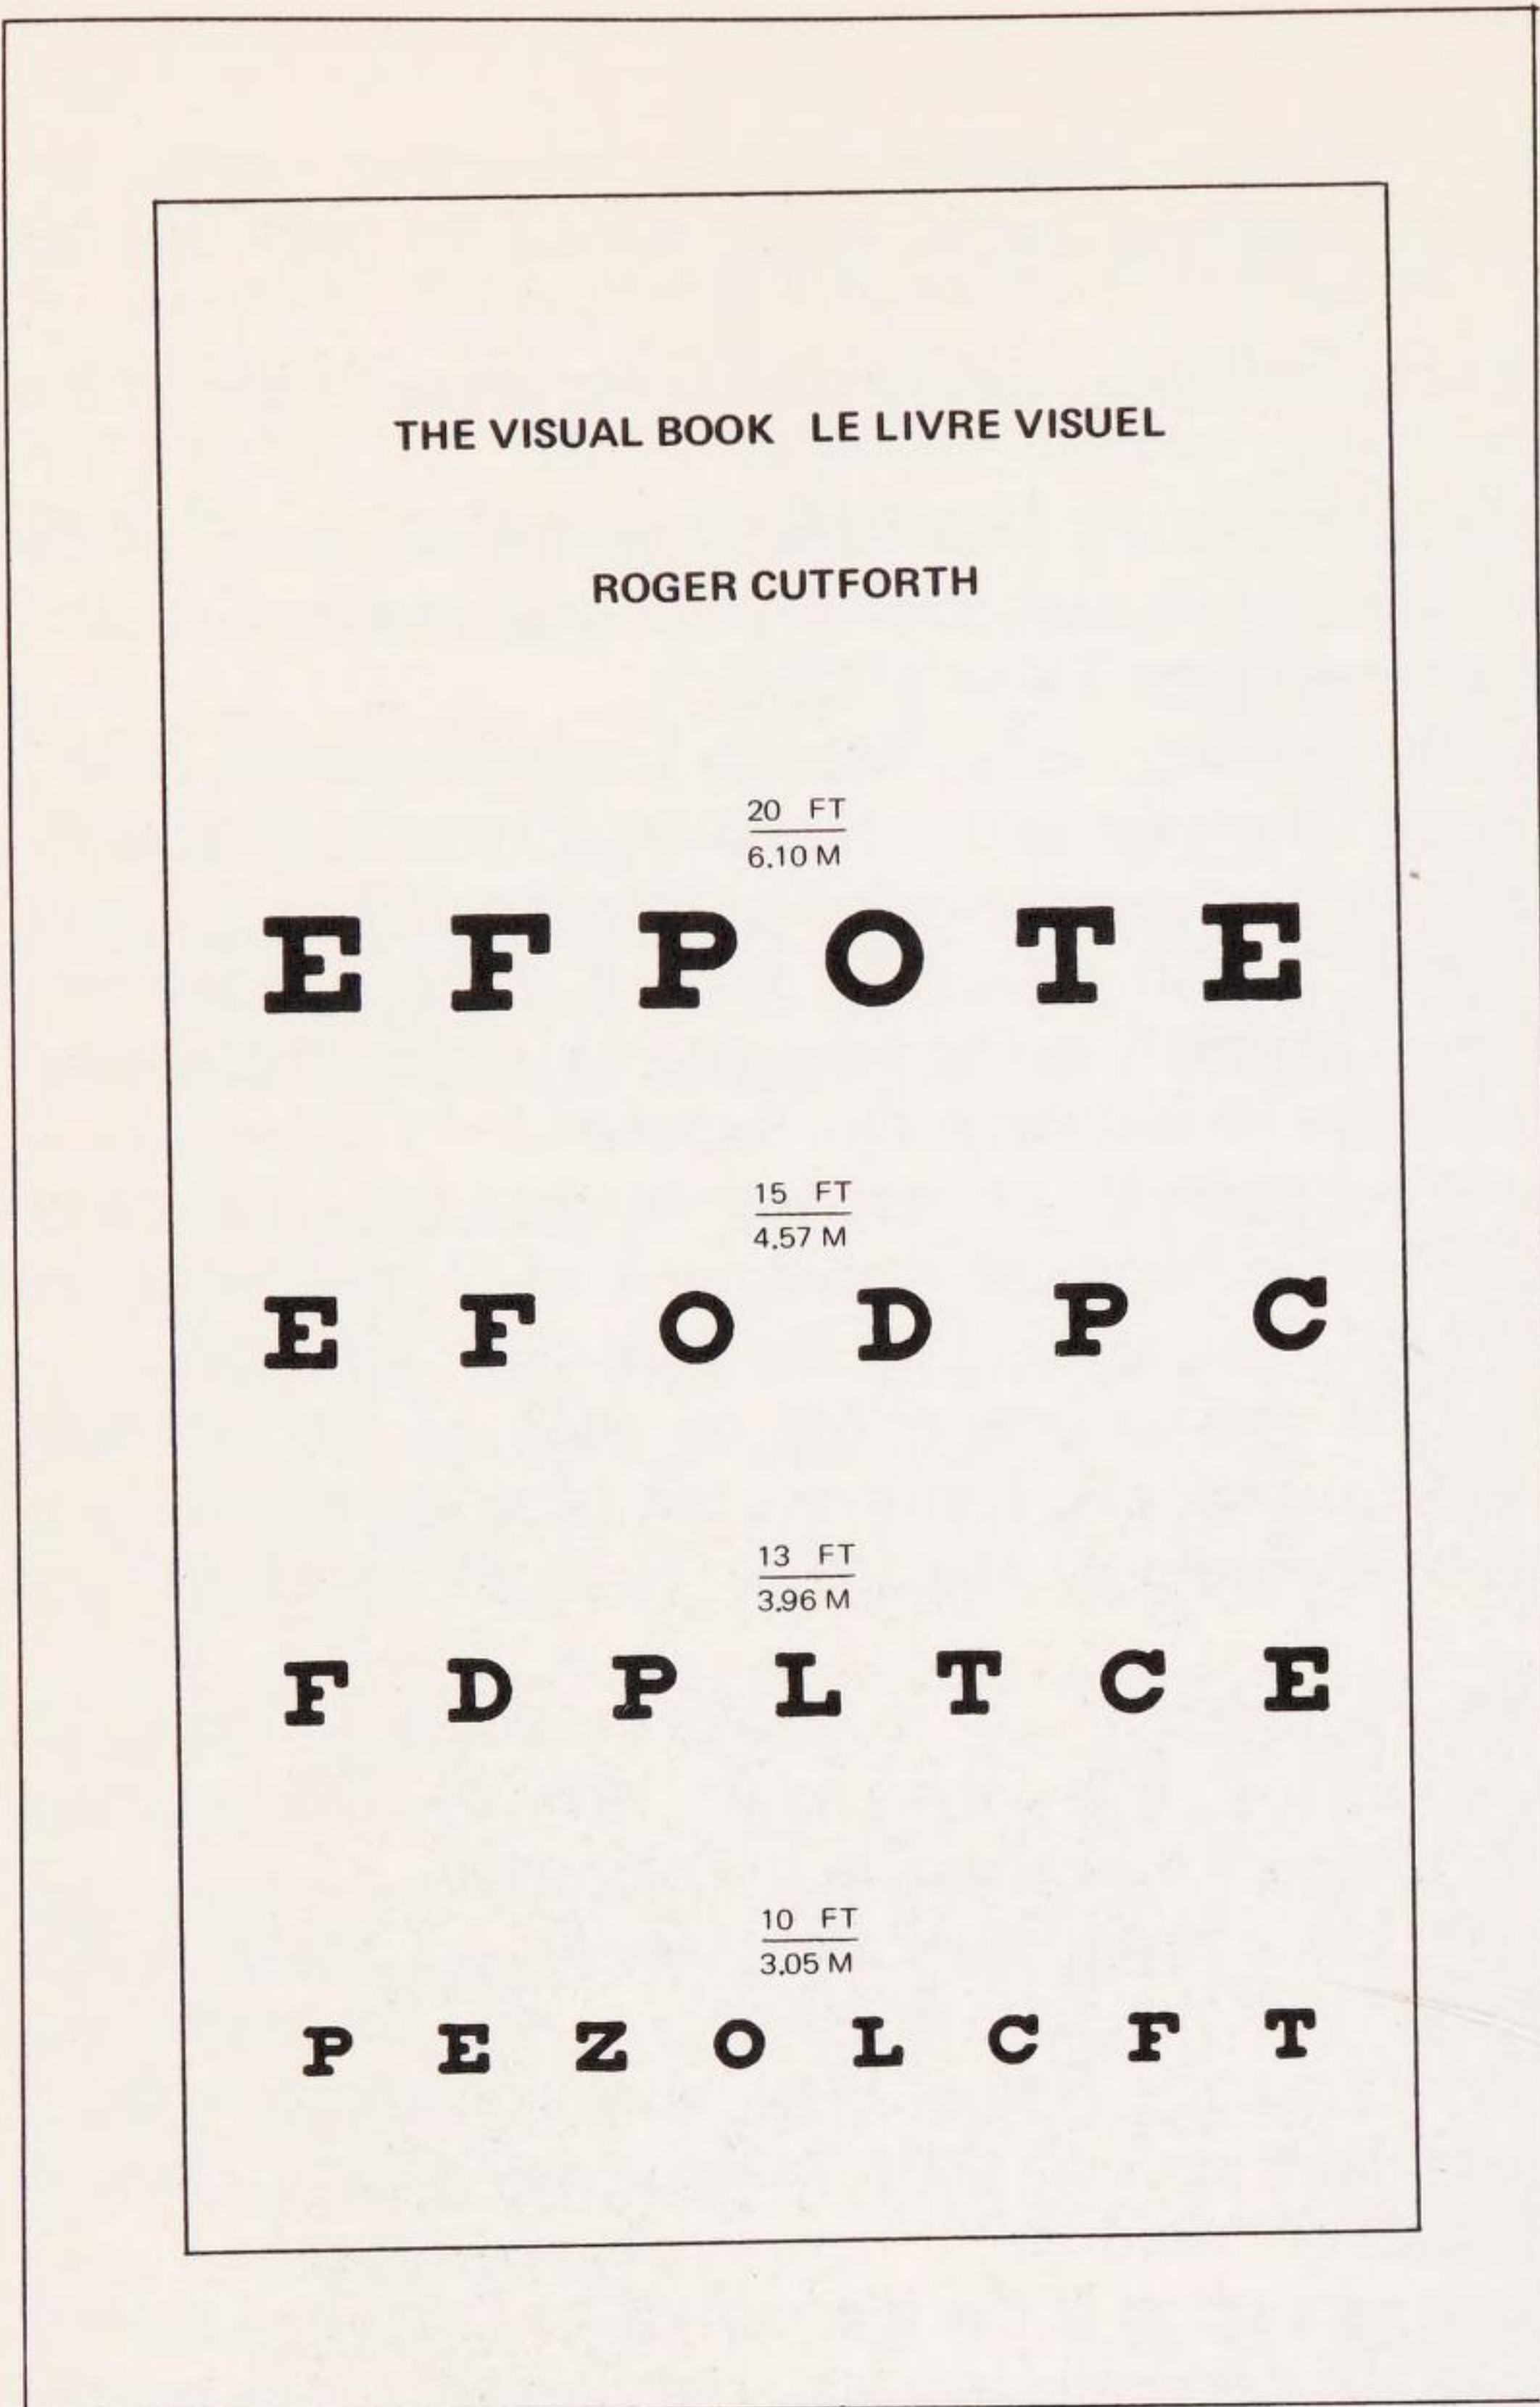 THE VISUAL BOOK LE LIVRE VISUEL
ROGER CUTFORTH
20 FT
6.10 M
E F P O T E
15 FT
4.57 M
E F O D P C
13 FT
3.96 M
F D P L T C E
10 FT
3.05 M
P E Z O L C F T